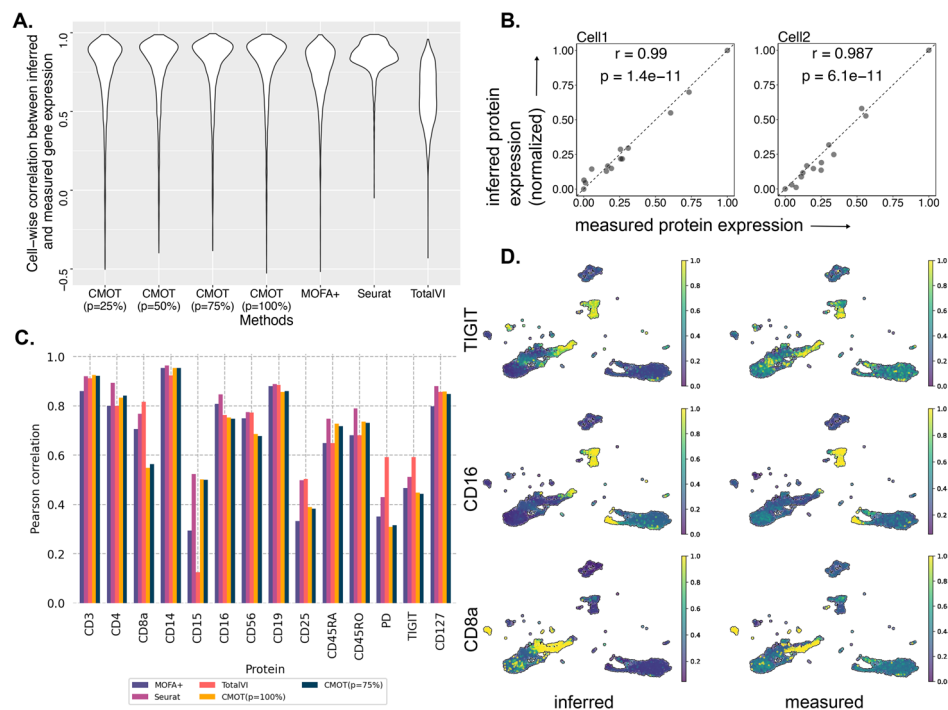 A.
Cell-wise correlation between inferred
and measured gene expression
1.0
0.5
0.0
-0.5
CMOT
(p=25%)
CMOT
(p=50%)
CMOT
(p=75%)
CMOT
(p=100%)
MOFA+
Seurat
TotalVI
Methods
B.
inferred protein
expression
(normalized)
Cell1
r = 0.99
p = 1.4e-11
1.00
0.75
0.50
0.25
0.00
0.00 0.25 0.50 0.75 1.00
Cell2
r = 0.987
p = 6.1e-11
1.00
0.75
0.50
0.25
0.00
0.00 0.25 0.50 0.75 1.00
measured protein expression
C.
Pearson correlation
1.0
0.8
0.6
0.4
0.2
0.0
CD3
CD4
CD8a
CD14
CD15
CD16
CD56
CD19
CD25
CD45RA
CD45RO
PD
TIGIT
CD127
Protein
MOFA+
Seurat
TotalVI
CMOT(p=100%)
CMOT(p=75%)
D.
TIGIT
1.0
0.8
0.6
0.4
0.2
0.0
1.0
0.8
0.6
0.4
0.2
0.0
CD16
1.0
0.8
0.6
0.4
0.2
0.0
1.0
0.8
0.6
0.4
0.2
0.0
CD8a
1.0
0.8
0.6
0.4
0.2
0.0
1.0
0.8
0.6
0.4
0.2
0.0
inferred
measured